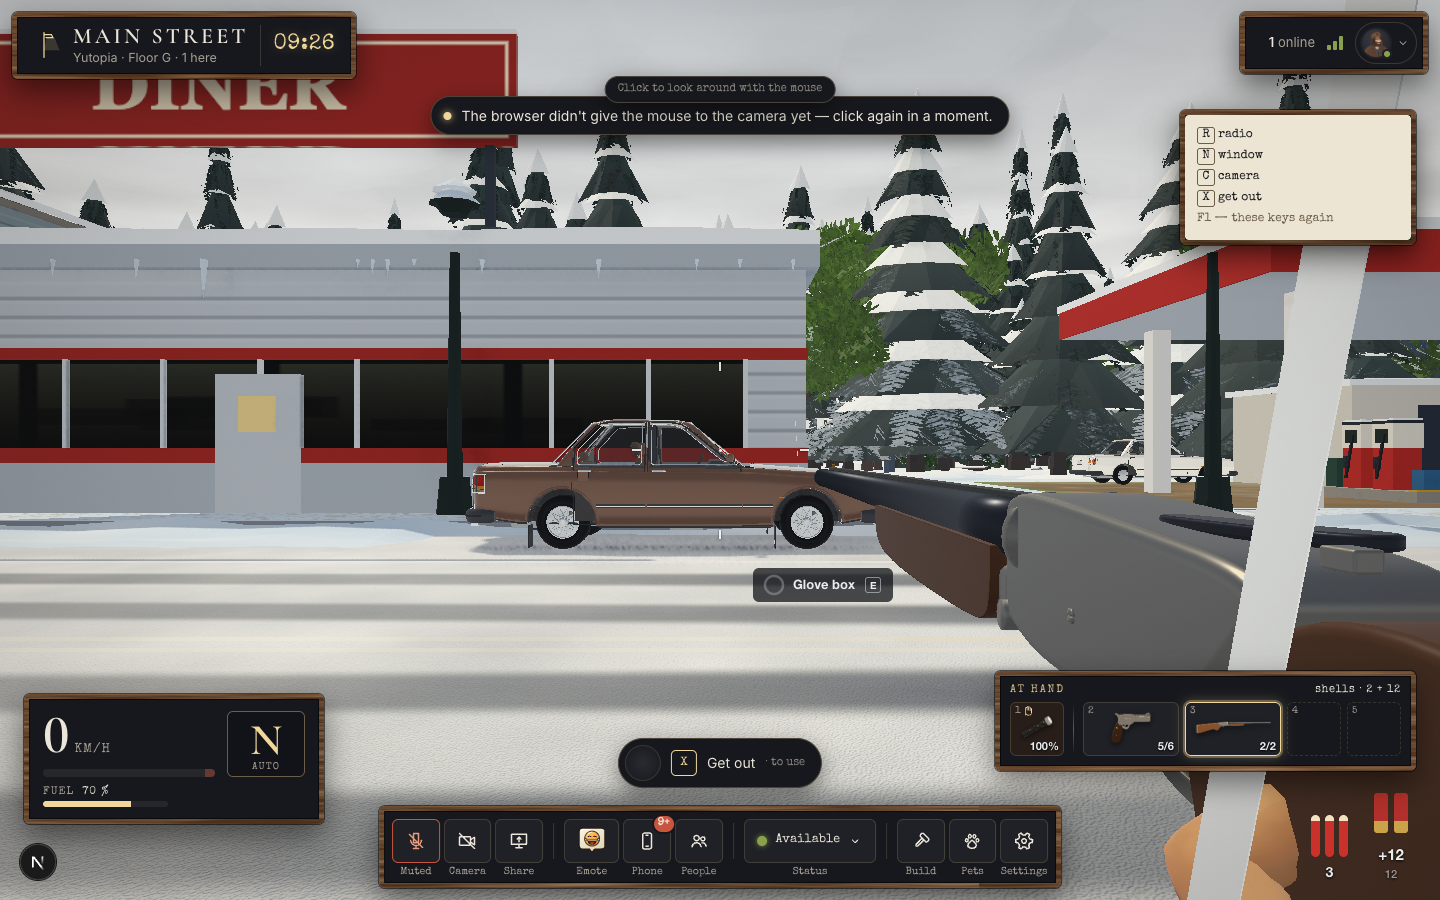 MAIN STREET
Yutopia · Floor G · 1 here
09:26
1 online
DINER
Click to look around with the mouse
The browser didn't give the mouse to the camera yet — click again in a moment.
R radio
N window
C camera
X get out
F1 — these keys again
Glove box E
AT HAND
shells · 2 + 12
1
100%
2
5/6
3
2/2
4
5
0 KM/H
N
AUTO
FUEL 70 %
X Get out · to use
9+
Available
Muted
Camera
Share
Emote
Phone
People
Status
Build
Pets
Settings
N
3
+12
12